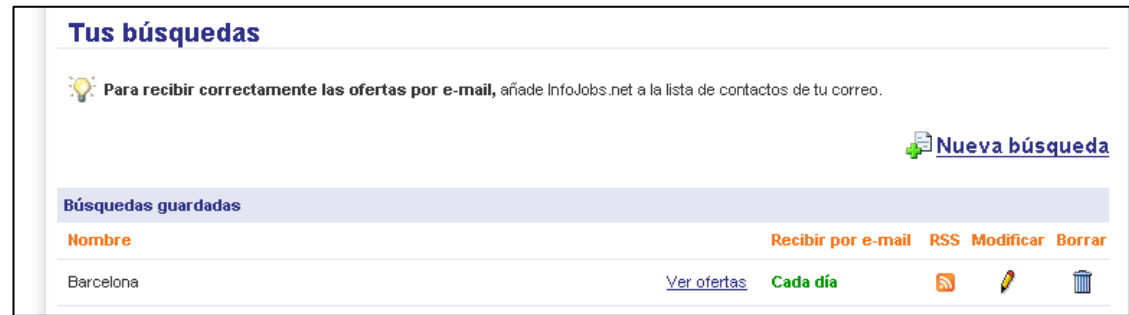 Tus búsquedas
Para recibir correctamente las ofertas por e-mail, añade InfoJobs.net a la lista de contactos de tu correo.
Nueva búsqueda
Búsquedas guardadas
Nombre Recibir por e-mail RSS Modificar Borrar
Barcelona Ver ofertas Cada día